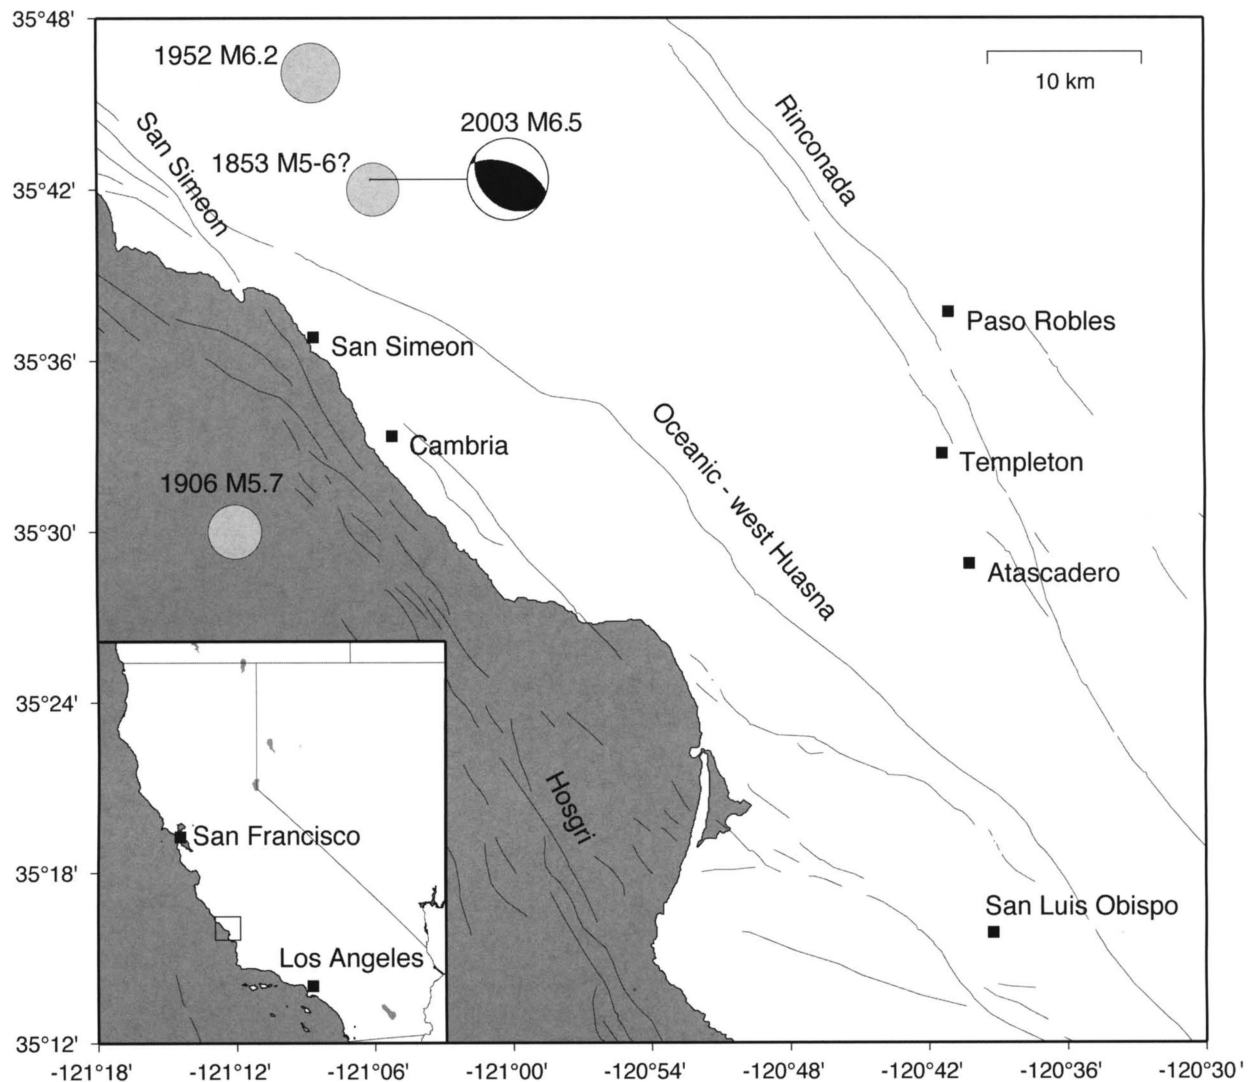 35°48'
1952 M6.2
10 km
2003 M6.5
San Simeon
Rinconada
1853 M5-6?
35°42'
Paso Robles
San Simeon
35°36'
Oceanic - west Huasna
Cambria
Templeton
1906 M5.7
35°30'
Atascadero
35°24'
Hosgri
San Francisco
35°18'
San Luis Obispo
Los Angeles
35°12'
-121°18' -121°12' -121°06' -121°00' -120°54' -120°48' -120°42' -120°36' -120°30'